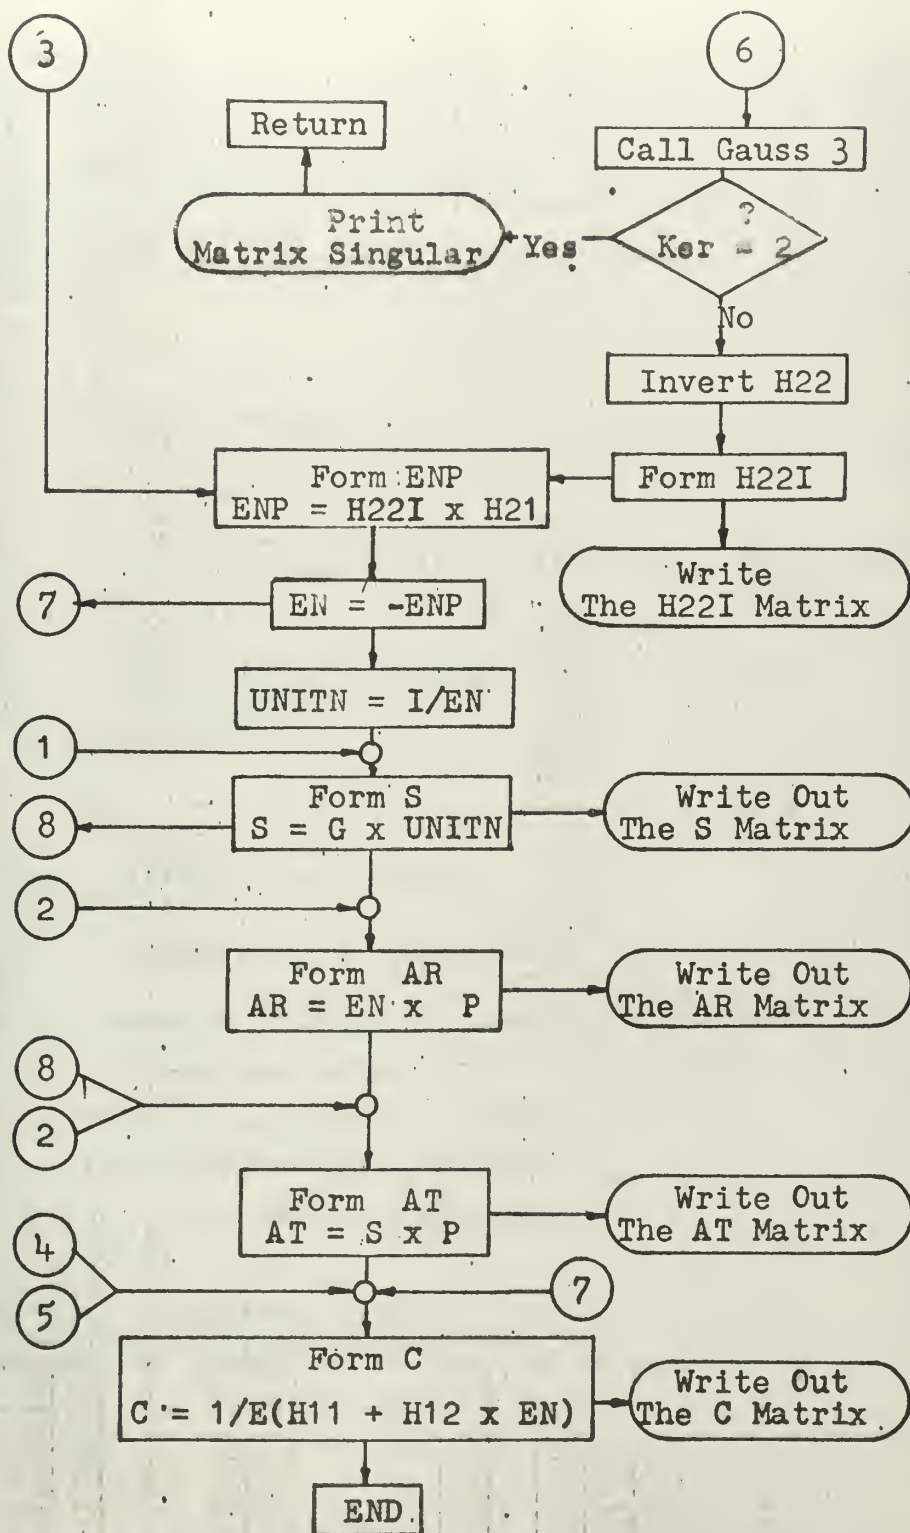 3
6
Return
Call Gauss 3
Print
Matrix Singular
Yes
?
Ker = 2
No
Invert H22
Form ENP
ENP = H22I x H21
Form H22I
Write
The H22I Matrix
7
EN = -ENP
UNITN = I/EN
1
Form S
S = G x UNITN
Write Out
The S Matrix
8
2
Form AR
AR = EN x P
Write Out
The AR Matrix
8
2
Form AT
AT = S x P
Write Out
The AT Matrix
4
5
7
Form C
C = 1/E(H11 + H12 x EN)
Write Out
The C Matrix
END